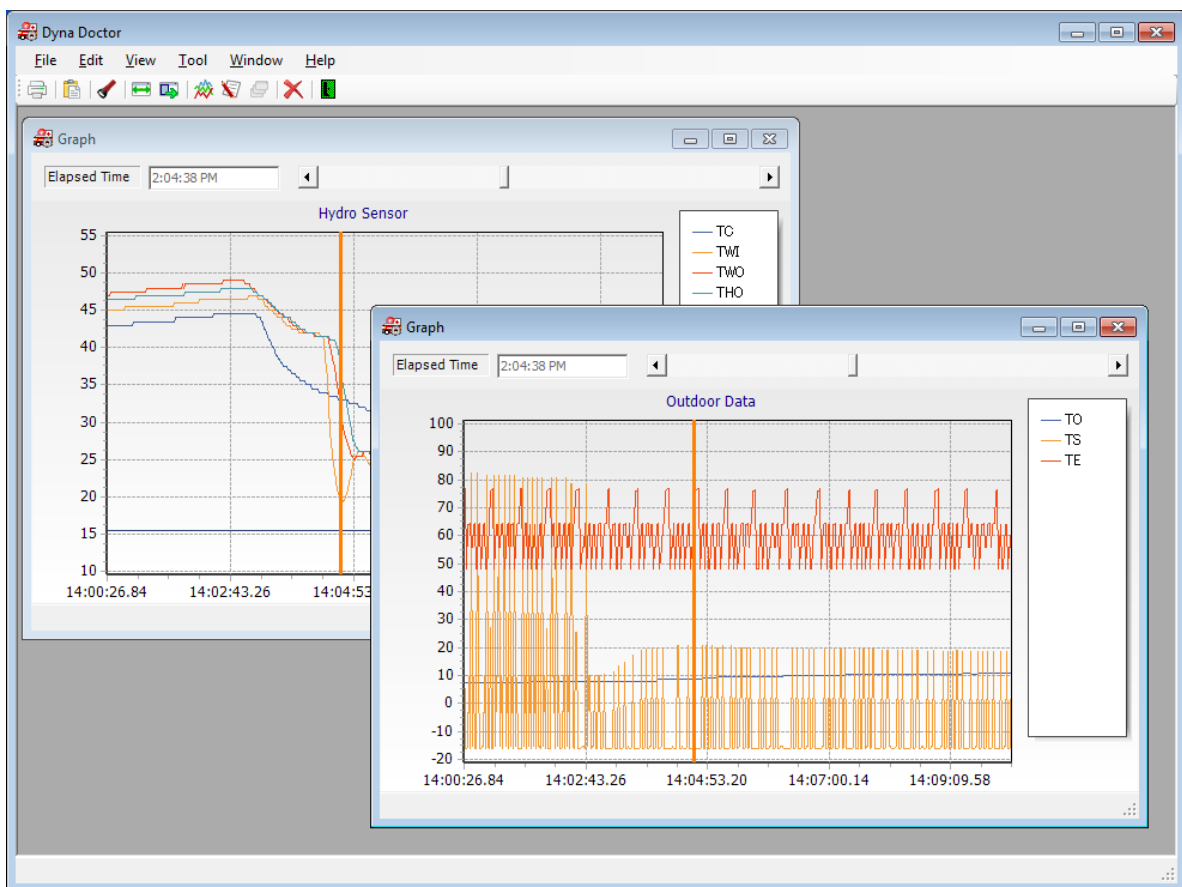 Dyna Doctor
File Edit View Tool Window Help
Graph
Elapsed Time 2:04:38 PM
Hydro Sensor
TC
TWI
TWO
THO
55
50
45
40
35
30
25
20
15
10
14:00:26.84 14:02:43.26 14:04:53
Graph
Elapsed Time 2:04:38 PM
Outdoor Data
TO
TS
TE
100
90
80
70
60
50
40
30
20
10
0
-10
-20
14:00:26.84 14:02:43.26 14:04:53.20 14:07:00.14 14:09:09.58